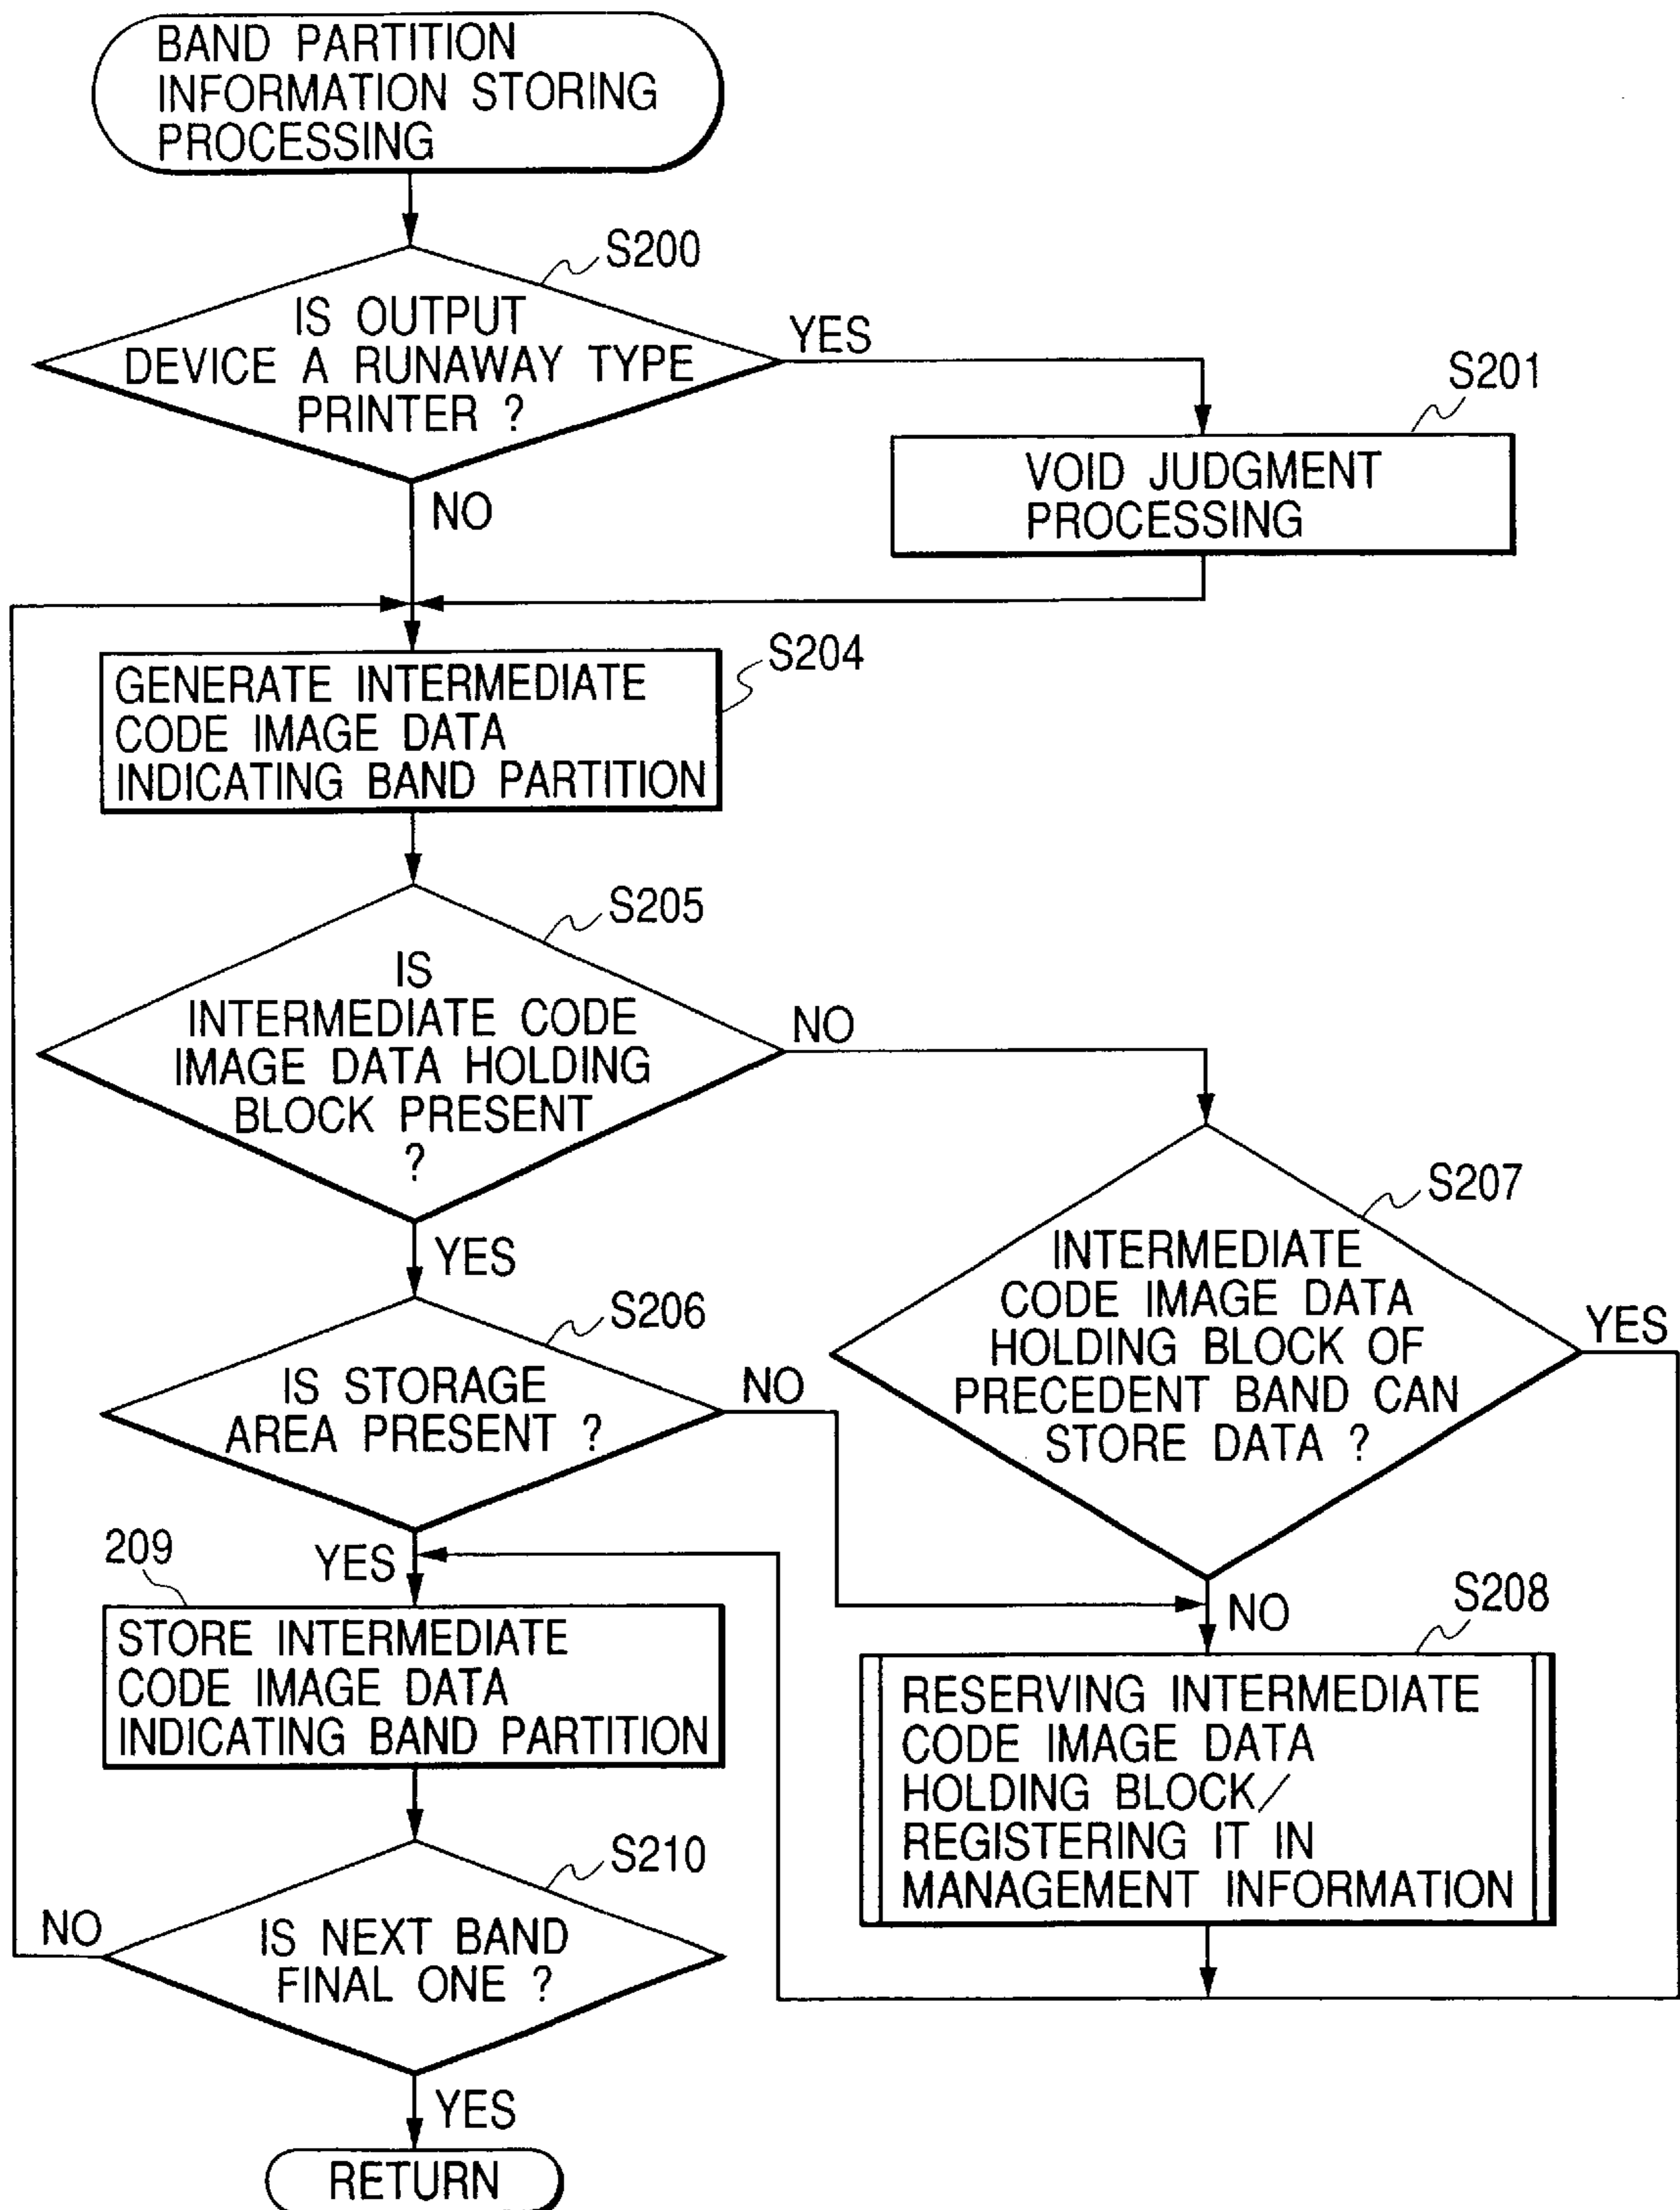 BAND PARTITION
INFORMATION STORING
PROCESSING
S200
IS OUTPUT
DEVICE A RUNAWAY TYPE
PRINTER ?
YES
NO
S201
VOID JUDGMENT
PROCESSING
S204
GENERATE INTERMEDIATE
CODE IMAGE DATA
INDICATING BAND PARTITION
S205
IS
INTERMEDIATE CODE
IMAGE DATA HOLDING
BLOCK PRESENT
?
NO
YES
S206
IS STORAGE
AREA PRESENT ?
NO
YES
S207
INTERMEDIATE
CODE IMAGE DATA
HOLDING BLOCK OF
PRECEDENT BAND CAN
STORE DATA ?
YES
NO
S208
RESERVING INTERMEDIATE
CODE IMAGE DATA
HOLDING BLOCK/
REGISTERING IT IN
MANAGEMENT INFORMATION
209
STORE INTERMEDIATE
CODE IMAGE DATA
INDICATING BAND PARTITION
S210
IS NEXT BAND
FINAL ONE ?
NO
YES
RETURN